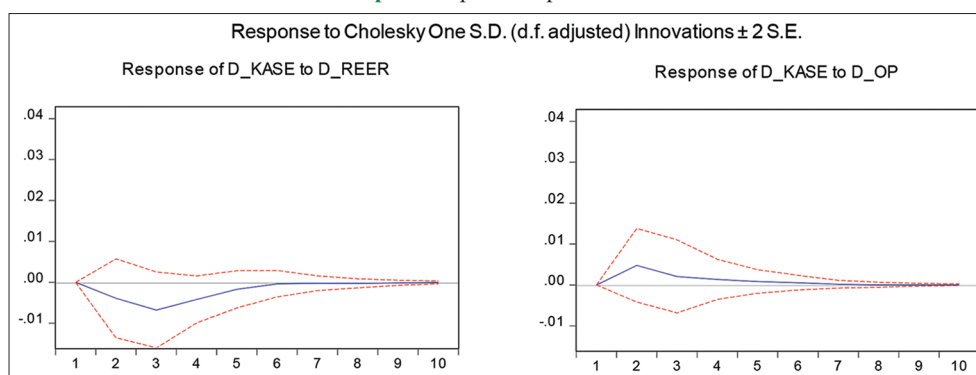 Response to Cholesky One S.D. (d.f. adjusted) Innovations ± 2 S.E.
Response of D_KASE to D_REER
.04
.03
.02
.01
.00
-.01
1 2 3 4 5 6 7 8 9 10
Response of D_KASE to D_OP
.04
.03
.02
.01
.00
-.01
1 2 3 4 5 6 7 8 9 10